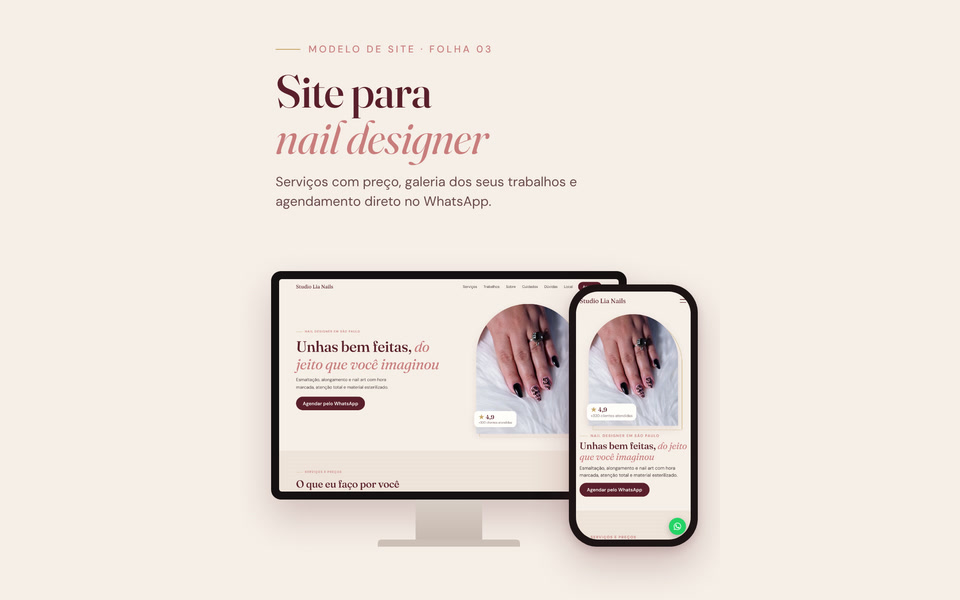 MODELO DE SITE · FOLHA 03
Site para
nail designer
Serviços com preço, galeria dos seus trabalhos e
agendamento direto no WhatsApp.
Studio Lia Nails
Serviços Trabalhos Sobre Cuidados Dúvidas Local
NAIL DESIGNER EM SÃO PAULO
Unhas bem feitas, do
jeito que você imaginou
Esmaltação, alongamento e nail art com hora
marcada, atenção total e material esterilizado.
Agendar pelo WhatsApp
★ 4,9
SERVIÇOS E PREÇOS
O que eu faço por você
Studio Lia Nails
★ 4,9
NAIL DESIGNER EM SÃO PAULO
Unhas bem feitas, do jeito
que você imaginou
Esmaltação, alongamento e nail art com hora
marcada, atenção total e material esterilizado.
Agendar pelo WhatsApp
SERVIÇOS E PREÇOS